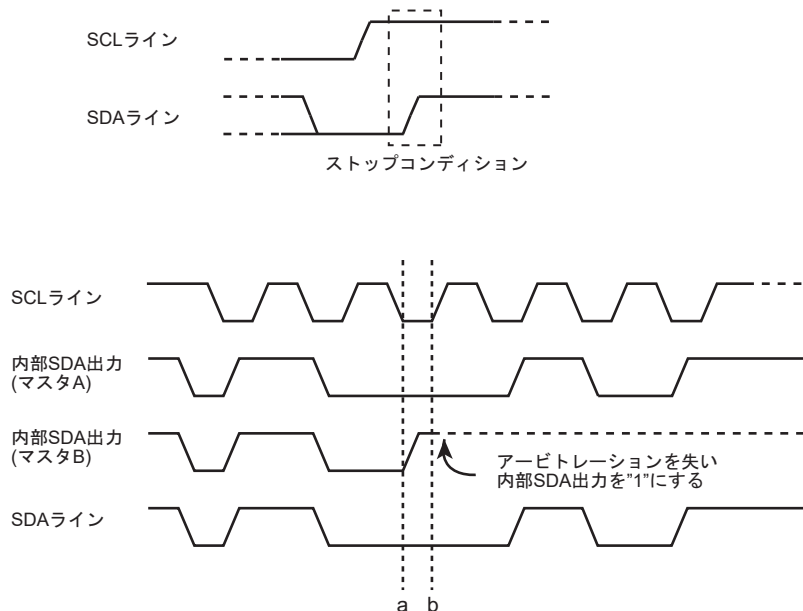 SCLライン
SDAライン
ストップコンディション
SCLライン
内部SDA出力
(マスタA)
内部SDA出力
(マスタB)
アービトレーションを失い
内部SDA出力を"1"にする
SDAライン
a
b